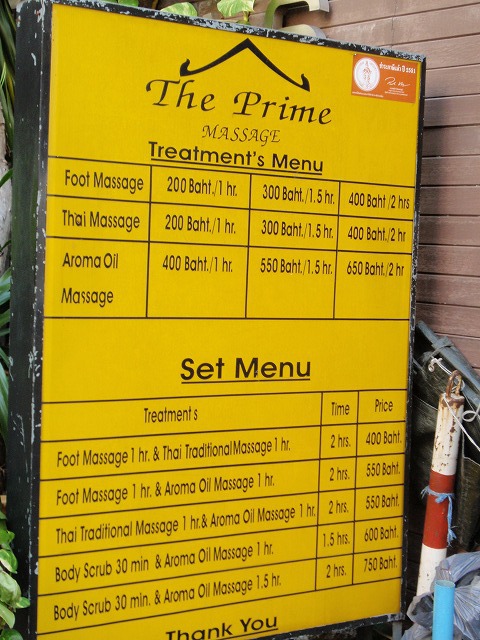 The Prime
MASSAGE
Treatment's Menu
Foot Massage 200 Baht./1 hr. 300 Baht./1.5 hr. 400 Baht /2 hrs
Thai Massage 200 Baht./1 hr. 300 Baht./1.5 hr. 400 Baht./2 hr
Aroma Oil 400 Baht./1 hr. 550 Baht./1.5 hr. 650 Baht./2 hr
Massage
Set Menu
Treatments Time Price
Foot Massage 1 hr. & Thai Traditional Massage 1 hr. 2 hrs. 400 Baht.
Foot Massage 1 hr. & Aroma Oil Massage 1 hr. 2 hrs. 550 Baht.
Thai Traditional Massage 1 hr.& Aroma Oil Massage 1 hr. 2 hrs. 550 Baht.
Body Scrub 30 min & Aroma Oil Massage 1 hr. 1.5 hrs. 600 Baht.
Body Scrub 30 min. & Aroma Oil Massage 1.5 hr. 2 hrs. 750 Baht.
Thank You